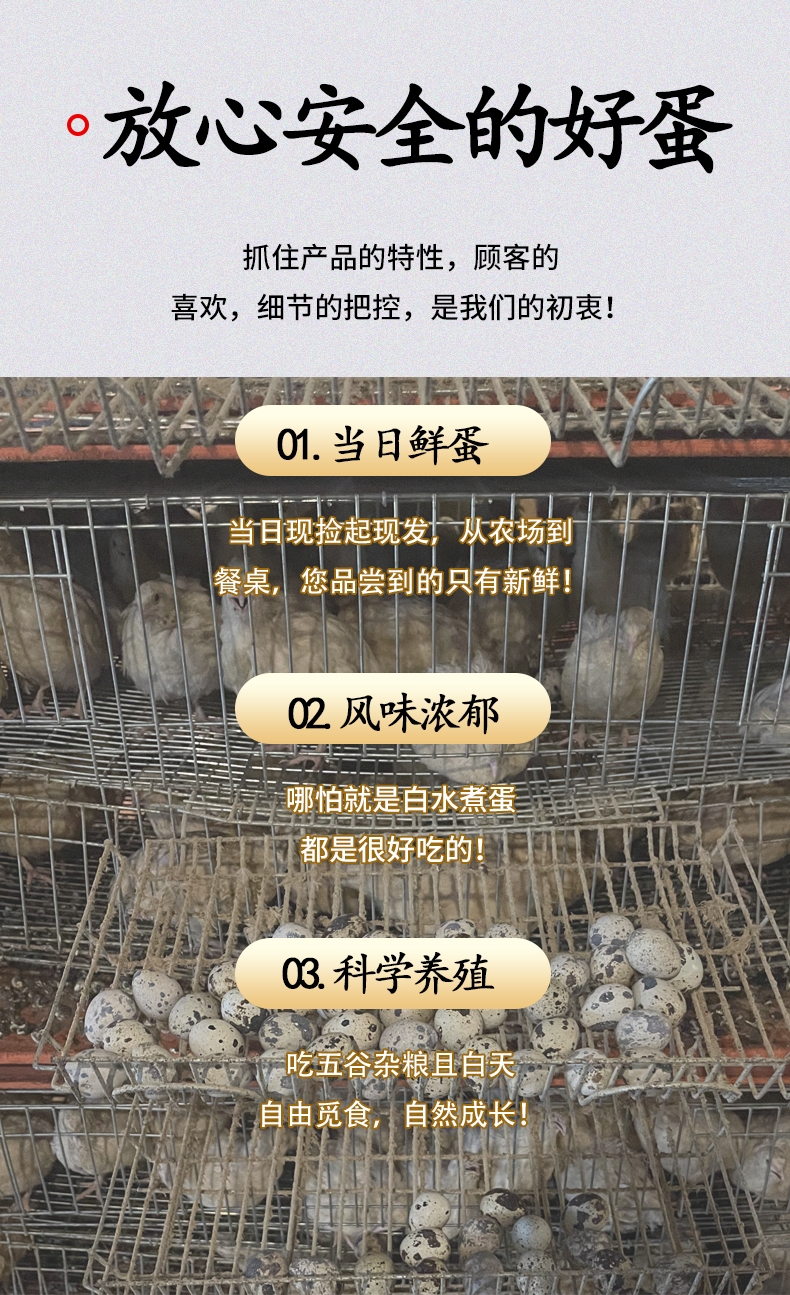 放心安全的好蛋
抓住产品的特性，顾客的
喜欢，细节的把控，是我们的初衷！
01. 当日鲜蛋
当日现捡起现发，从农场到
餐桌，您品尝到的只有新鲜！
02. 风味浓郁
哪怕就是白水煮蛋
都是很好吃的！
03. 科学养殖
吃五谷杂粮且白天
自由觅食，自然成长！